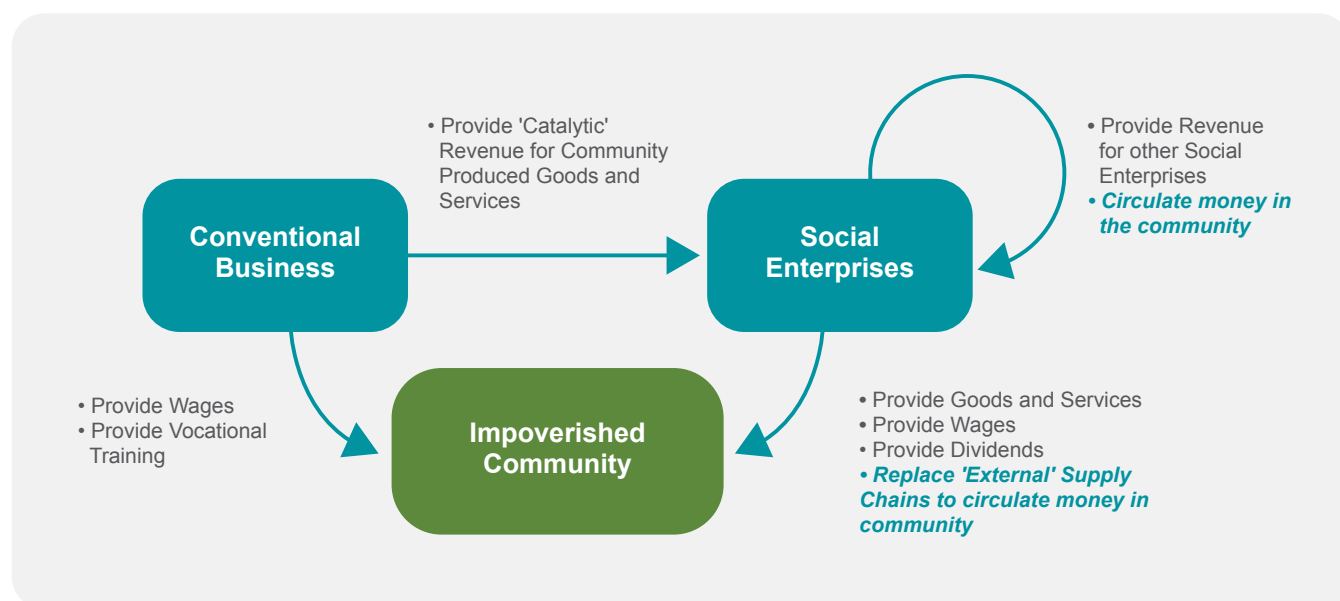 • Provide 'Catalytic'
Revenue for Community
Produced Goods and
Services
• Provide Revenue
for other Social
Enterprises
• Circulate money in
the community
Conventional
Business
Social
Enterprises
• Provide Wages
• Provide Vocational
Training
Impoverished
Community
• Provide Goods and Services
• Provide Wages
• Provide Dividends
• Replace 'External' Supply
Chains to circulate money in
community